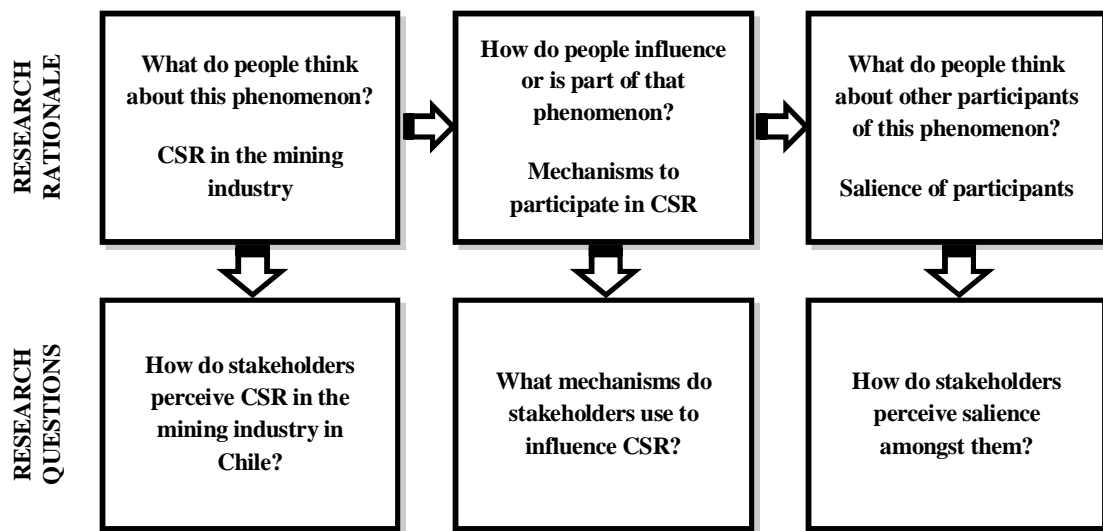 RESEARCH
RATIONALE
What do people think
about this phenomenon?
CSR in the mining
industry
How do people influence
or is part of that
phenomenon?
Mechanisms to
participate in CSR
What do people think
about other participants
of this phenomenon?
Salience of participants
RESEARCH
QUESTIONS
How do stakeholders
perceive CSR in the
mining industry in
Chile?
What mechanisms do
stakeholders use to
influence CSR?
How do stakeholders
perceive salience
amongst them?